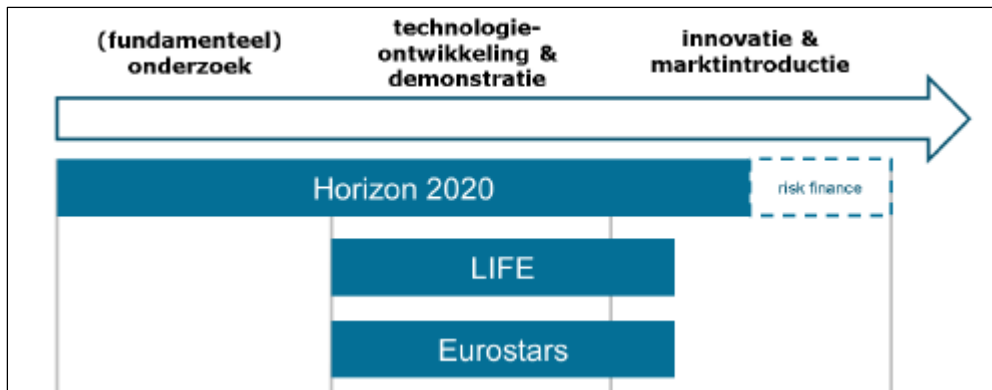 (fundamenteel)
onderzoek
technologie-
ontwikkeling &
demonstratie
innovatie &
marktintroductie
Horizon 2020
risk finance
LIFE
Eurostars